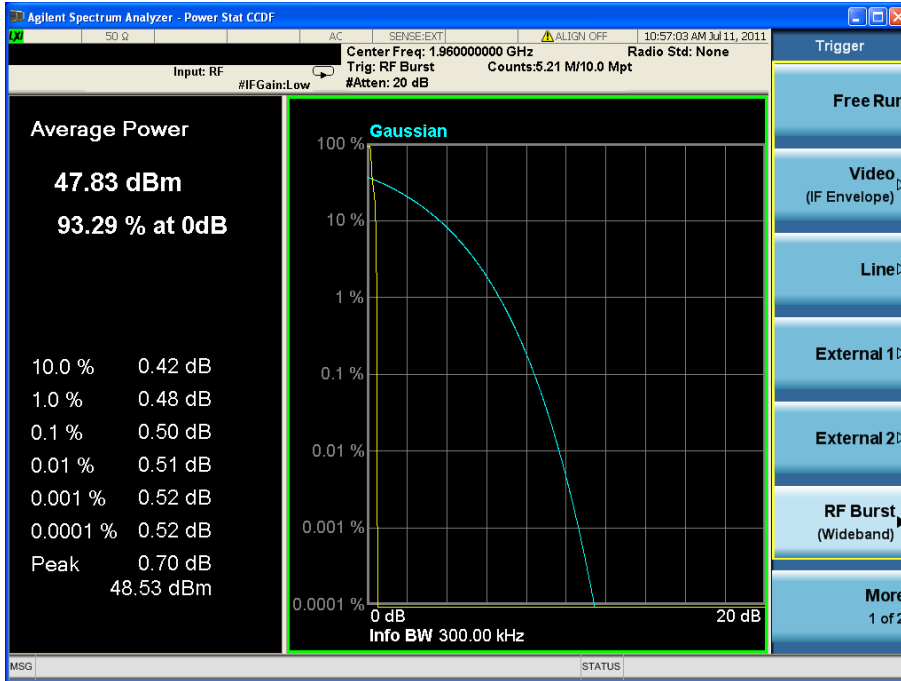 Agilent Spectrum Analyzer - Power Stat CCDF
LXI 50 Ω AC SENSE:EXT ALIGN OFF 10:57:03 AM Jul 11, 2011
Center Freq: 1.960000000 GHz Radio Std: None
Input: RF Trig: RF Burst Counts:5.21 M/10.0 Mpt
#IFGain:Low #Atten: 20 dB
Average Power
47.83 dBm
93.29 % at 0dB
10.0 % 0.42 dB
1.0 % 0.48 dB
0.1 % 0.50 dB
0.01 % 0.51 dB
0.001 % 0.52 dB
0.0001 % 0.52 dB
Peak 0.70 dB
48.53 dBm
Gaussian
100 %
10 %
1 %
0.1 %
0.01 %
0.001 %
0.0001 %
0 dB 20 dB
Info BW 300.00 kHz
Trigger
Free Rur
Video
(IF Envelope)
Line
External 1
External 2
RF Burst
(Wideband)
More
1 of 2
MSG STATUS